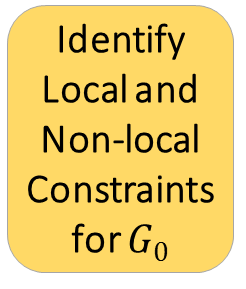 Identify
Local and
Non-local
Constraints
for G₀